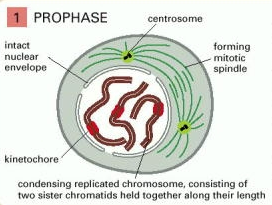 1 PROPHASE
centrosome
intact
nuclear
envelope
forming
mitotic
spindle
kinetochore
condensing replicated chromosome, consisting of
two sister chromatids held together along their length